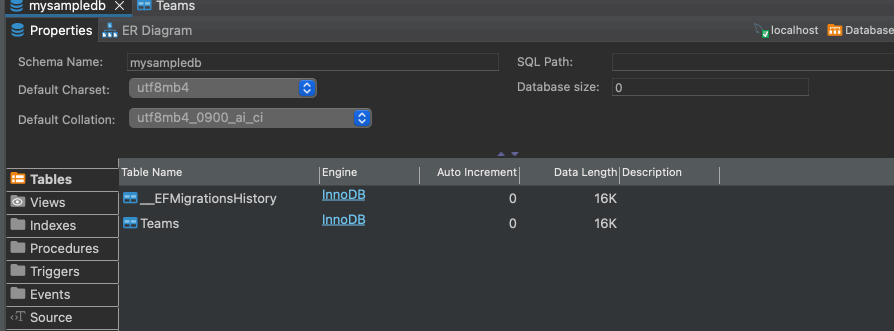 mysampledb Teams
Properties ER Diagram localhost Database
Schema Name: mysampledb SQL Path:
Default Charset: utf8mb4 Database size: 0
Default Collation: utf8mb4_0900_ai_ci
Tables Table Name Engine Auto Increment Data Length Description
Views __EFMigrationsHistory InnoDB 0 16K
Indexes Teams InnoDB 0 16K
Procedures
Triggers
Events
<T Source